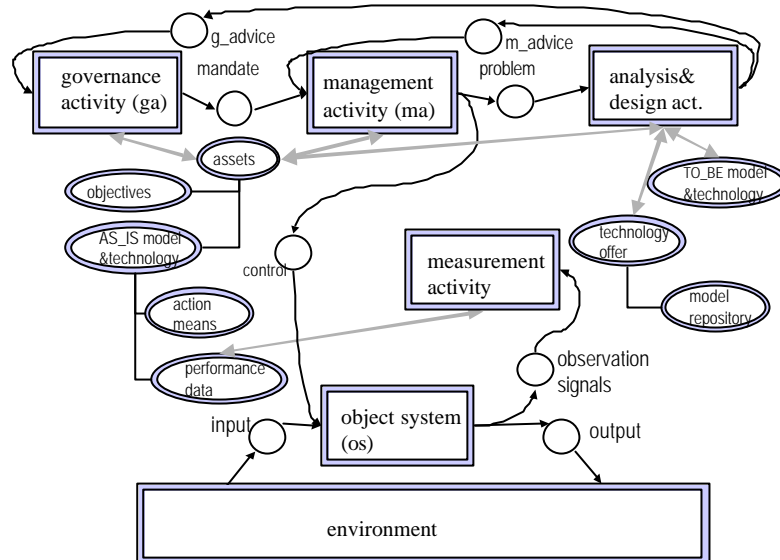 g_advice
m_advice
mandate
problem
governance
activity (ga)
management
activity (ma)
analysis&
design act.
assets
objectives
TO_BE model
&technology
AS_IS model
&technology
technology
offer
control
measurement
activity
action
means
model
repository
performance
data
observation
signals
input
object system
(os)
output
environment